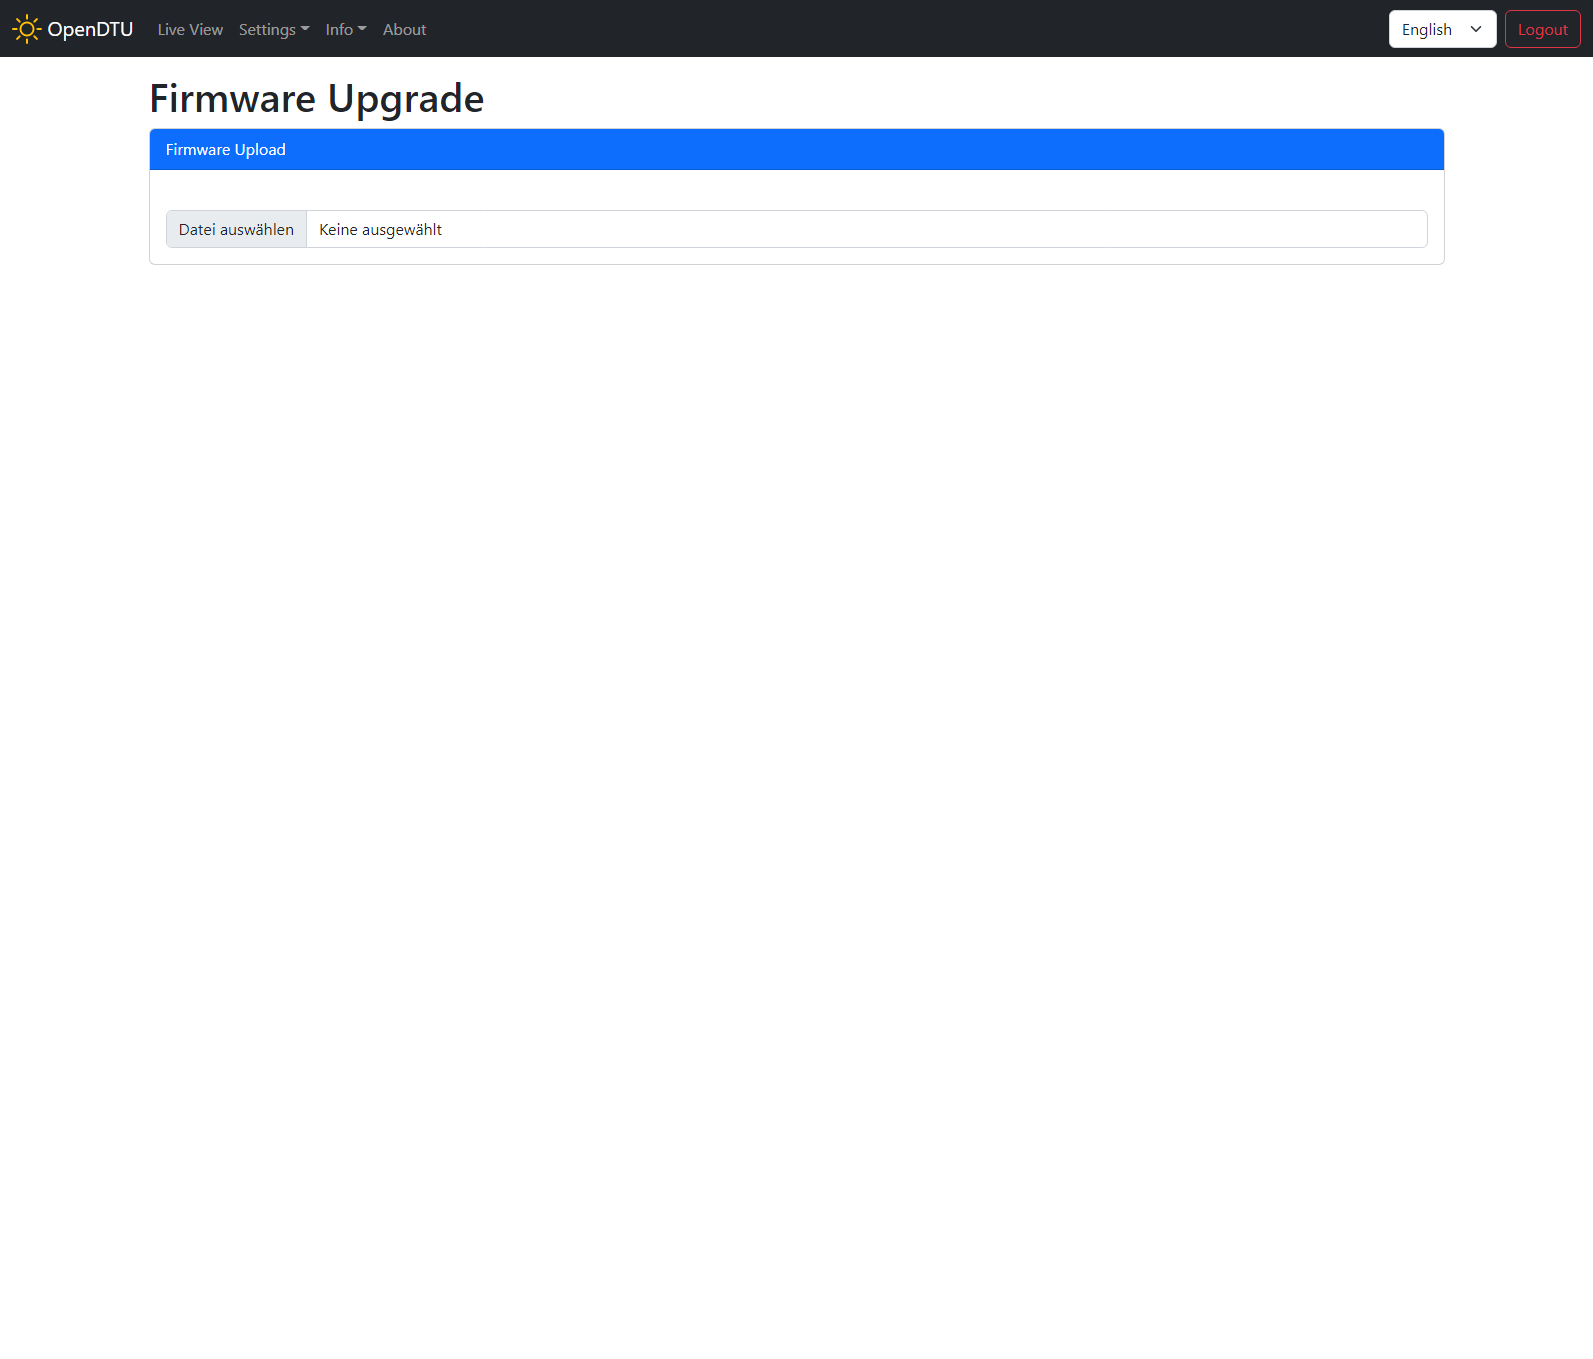 OpenDTU Live View Settings Info About English Logout
Firmware Upgrade
Firmware Upload
Datei auswählen Keine ausgewählt